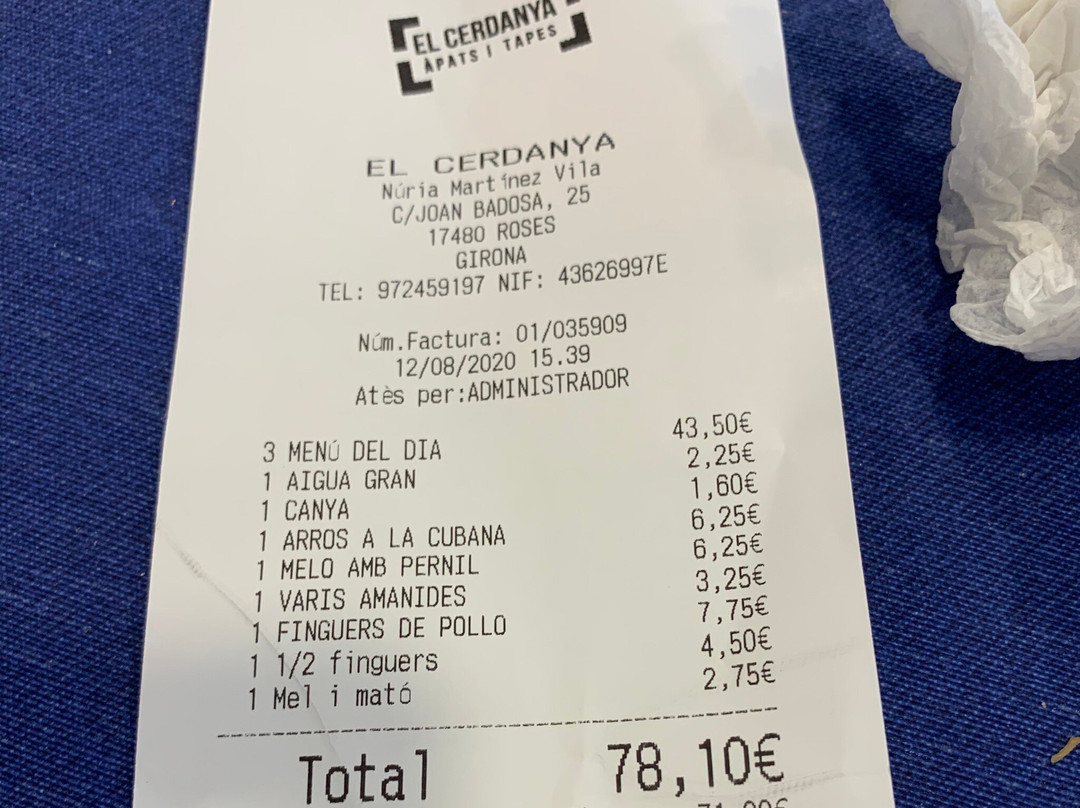 EL CERDANYA
ÀPATS I TAPES
EL CERDANYA
Núria Martínez Vila
C/JOAN BADOSA, 25
17480 ROSES
GIRONA
TEL: 972459197 NIF: 43626997E
Núm.Factura: 01/035909
12/08/2020 15.39
Atès per:ADMINISTRADOR
3 MENÚ DEL DIA 43,50€
1 AIGUA GRAN 2,25€
1 CANYA 1,60€
1 ARROS A LA CUBANA 6,25€
1 MELO AMB PERNIL 6,25€
1 VARIS AMANIDES 3,25€
1 FINGUERS DE POLLO 7,75€
1 1/2 finguers 4,50€
1 Mel i mató 2,75€
Total 78,10€